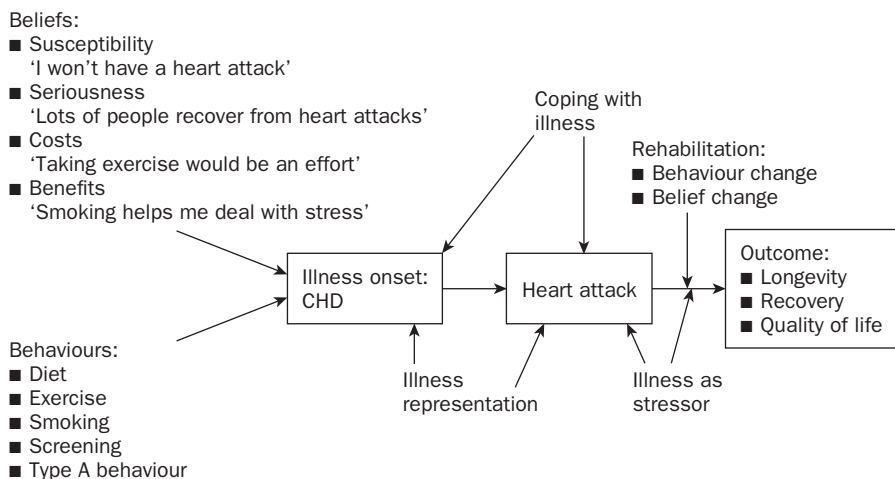 Beliefs:
■ Susceptibility
‘I won’t have a heart attack’
■ Seriousness
‘Lots of people recover from heart attacks’
■ Costs
‘Taking exercise would be an effort’
■ Benefits
‘Smoking helps me deal with stress’
Coping with
illness
Rehabilitation:
■ Behaviour change
■ Belief change
Illness onset:
CHD
Heart attack
Outcome:
■ Longevity
■ Recovery
■ Quality of life
Behaviours:
■ Diet
■ Exercise
■ Smoking
■ Screening
■ Type A behaviour
Illness
representation
Illness as
stressor